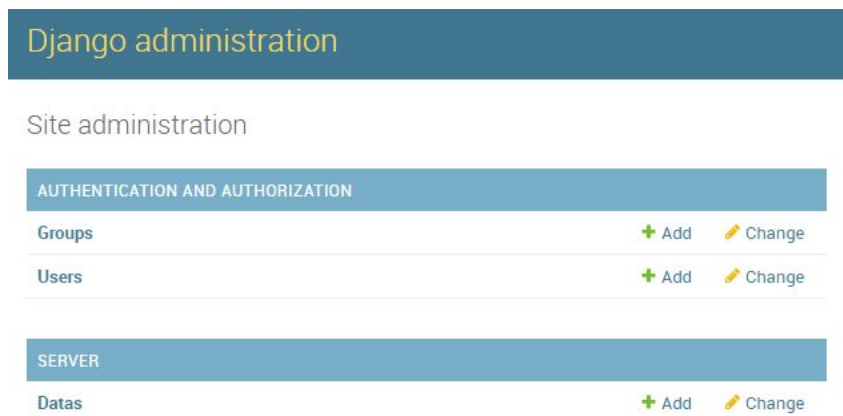 Django administration
Site administration
AUTHENTICATION AND AUTHORIZATION
Groups Add Change
Users Add Change
SERVER
Datas Add Change